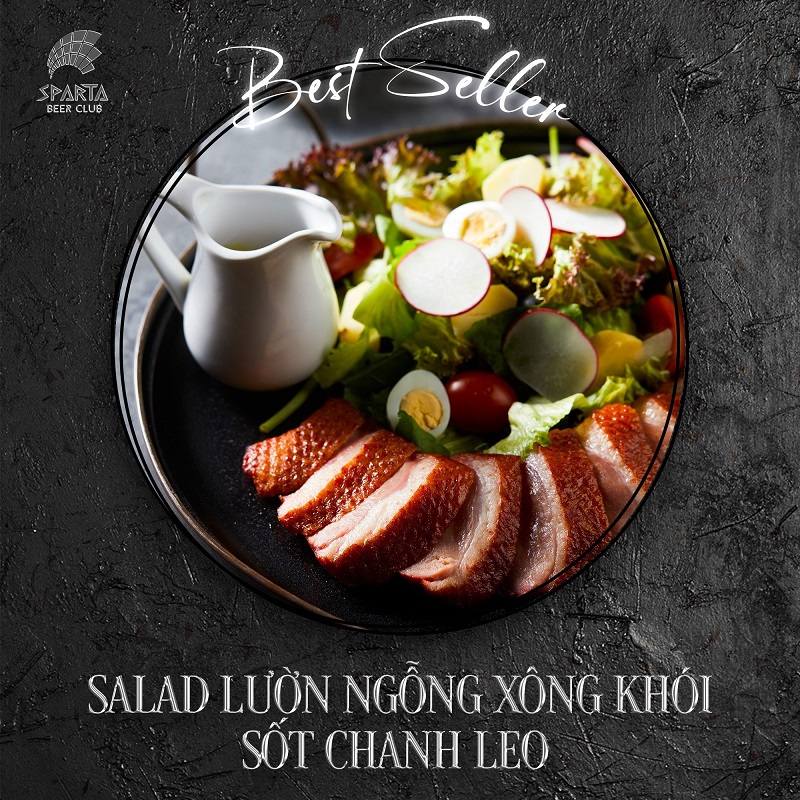 SPARTA
BEER CLUB
Best Seller
SALAD LƯỜN NGỖNG XÔNG KHÓI
SỐT CHANH LEO